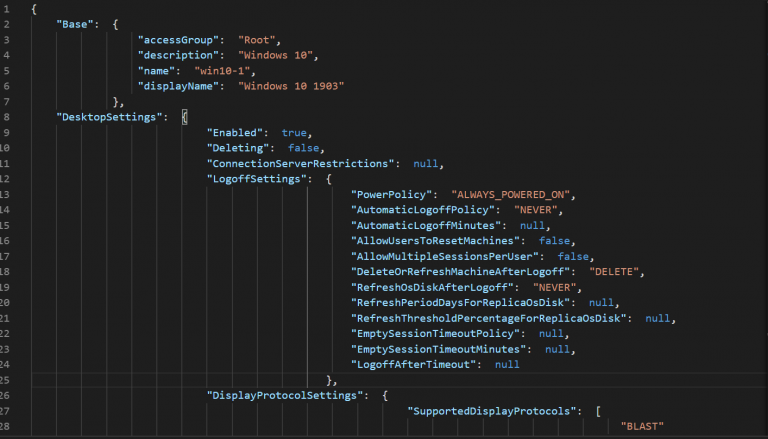 1 {
2 "Base": {
3 "accessGroup": "Root",
4 "description": "Windows 10",
5 "name": "win10-1",
6 "displayName": "Windows 10 1903"
7 },
8 "DesktopSettings": {
9 "Enabled": true,
10 "Deleting": false,
11 "ConnectionServerRestrictions": null,
12 "LogoffSettings": {
13 "PowerPolicy": "ALWAYS_POWERED_ON",
14 "AutomaticLogoffPolicy": "NEVER",
15 "AutomaticLogoffMinutes": null,
16 "AllowUsersToResetMachines": false,
17 "AllowMultipleSessionsPerUser": false,
18 "DeleteOrRefreshMachineAfterLogoff": "DELETE",
19 "RefreshOsDiskAfterLogoff": "NEVER",
20 "RefreshPeriodDaysForReplicaOsDisk": null,
21 "RefreshThresholdPercentageForReplicaOsDisk": null,
22 "EmptySessionTimeoutPolicy": null,
23 "EmptySessionTimeoutMinutes": null,
24 "LogoffAfterTimeout": null
25 },
26 "DisplayProtocolSettings": {
27 "SupportedDisplayProtocols": [
28 "BLAST"